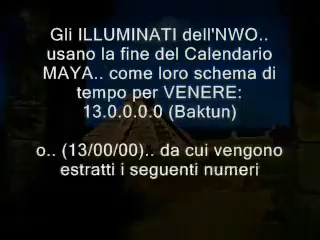 Gli ILLUMINATI dell'NWO..
usano la fine del Calendario
MAYA.. come loro schema di
tempo per VENERE:
13.0.0.0.0 (Baktun)
o.. (13/00/00).. da cui vengono
estratti i seguenti numeri